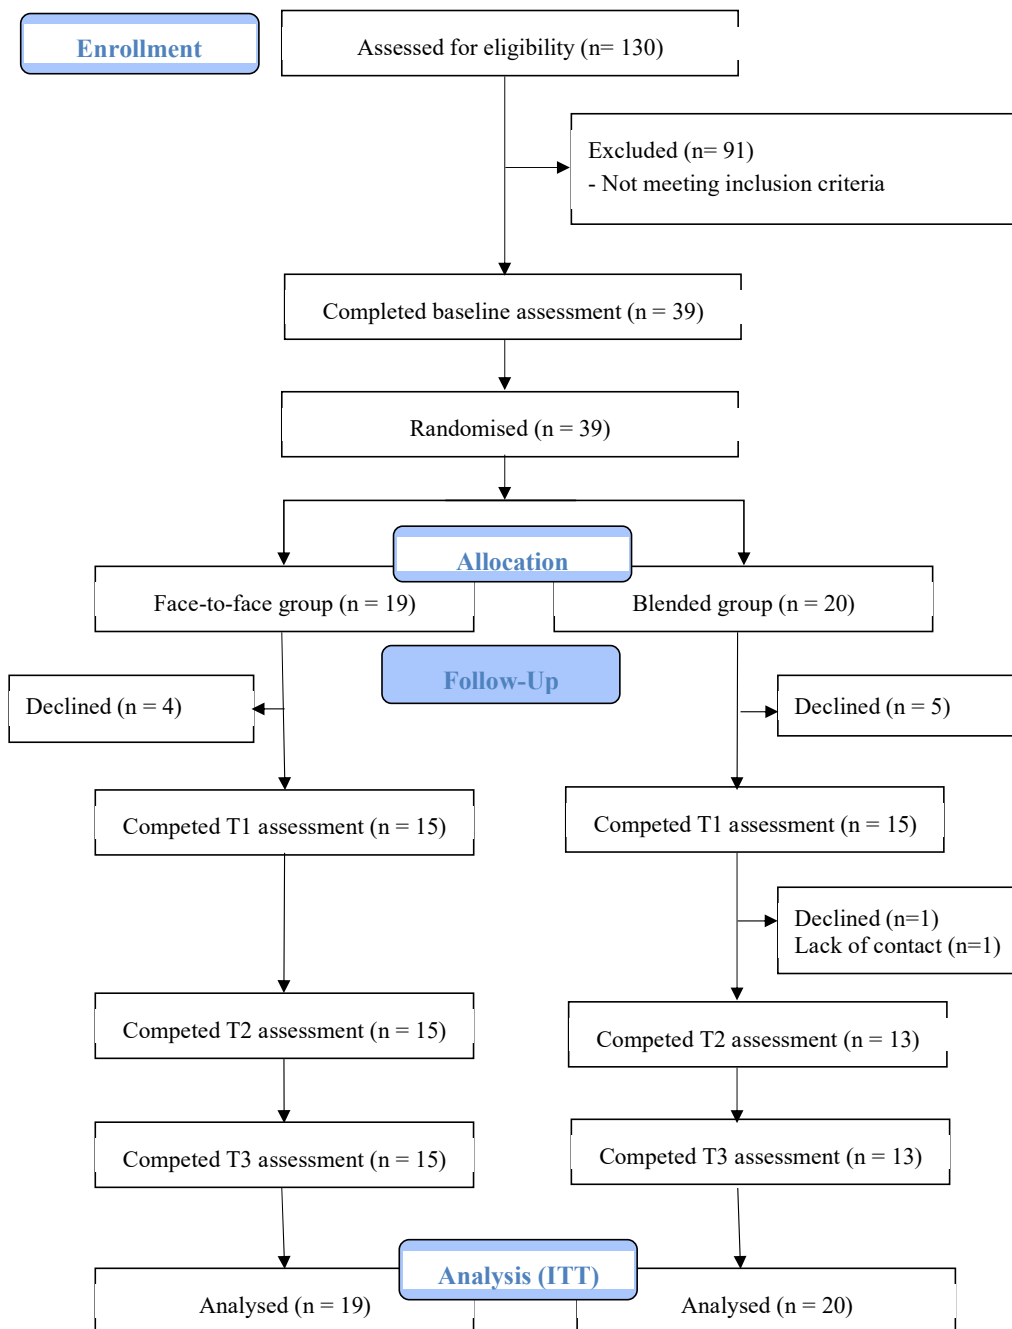 Enrollment
Assessed for eligibility (n= 130)
Excluded (n= 91)
- Not meeting inclusion criteria
Completed baseline assessment (n = 39)
Randomised (n = 39)
Allocation
Face-to-face group (n = 19)
Blended group (n = 20)
Follow-Up
Declined (n = 4)
Declined (n = 5)
Competed T1 assessment (n = 15)
Competed T1 assessment (n = 15)
Declined (n=1)
Lack of contact (n=1)
Competed T2 assessment (n = 15)
Competed T2 assessment (n = 13)
Competed T3 assessment (n = 15)
Competed T3 assessment (n = 13)
Analysis (ITT)
Analysed (n = 19)
Analysed (n = 20)